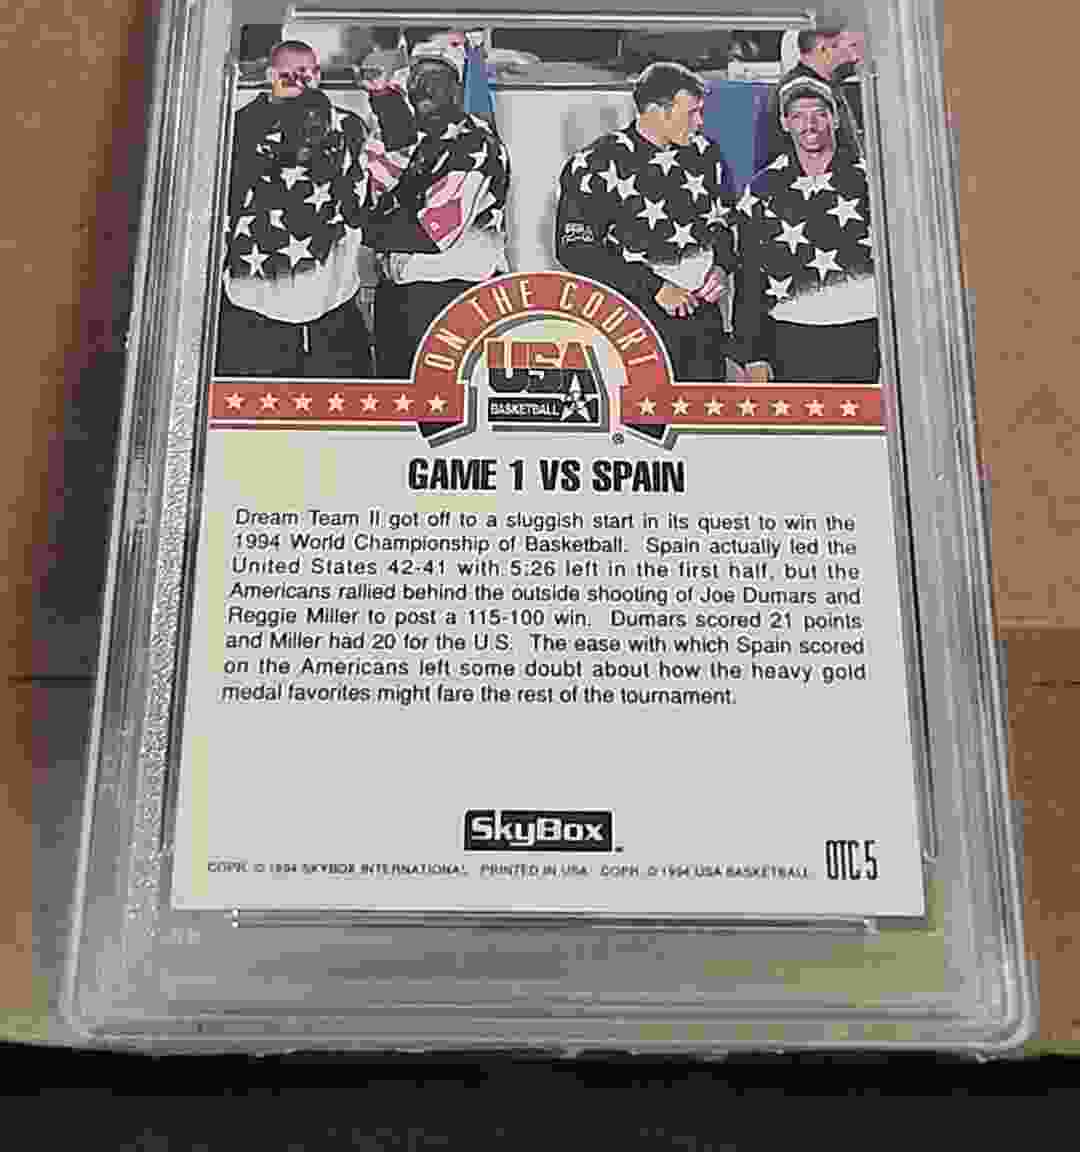 ON THE COURT
USA
BASKETBALL
®
GAME 1 VS SPAIN
Dream Team II got off to a sluggish start in its quest to win the
1994 World Championship of Basketball. Spain actually led the
United States 42-41 with 5:26 left in the first half, but the
Americans rallied behind the outside shooting of Joe Dumars and
Reggie Miller to post a 115-100 win. Dumars scored 21 points
and Miller had 20 for the U.S. The ease with which Spain scored
on the Americans left some doubt about how the heavy gold
medal favorites might fare the rest of the tournament.
SkyBox
COPR. © 1994 SKYBOX INTERNATIONAL PRINTED IN USA COPR. © 1994 USA BASKETBALL OTC 5